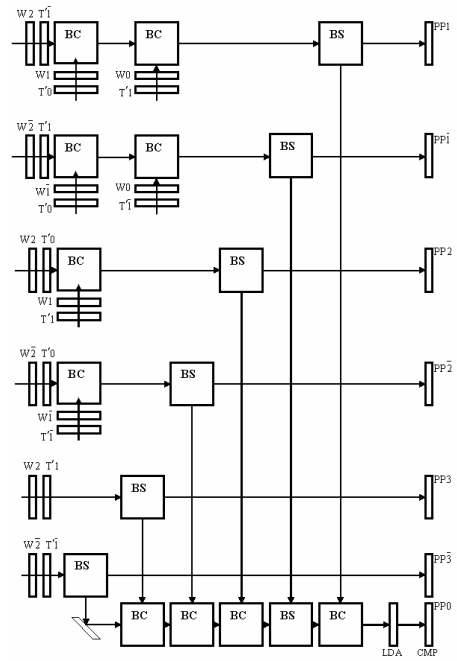 W2 T'1̄
BC BC BS PP1
W1 W0
T'0 T'1
W2̄ T'1
BC BC BS PP1̄
W1̄ W0
T'0 T'1̄
W2 T'0
BC BS PP2
W1
T'1
W2̄ T'0
BC BS PP2̄
W1̄
T'1̄
W2 T'1
BS PP3
W2̄ T'1̄
BS PP3̄
BC BC BC BS BC PP0
LDA CMP